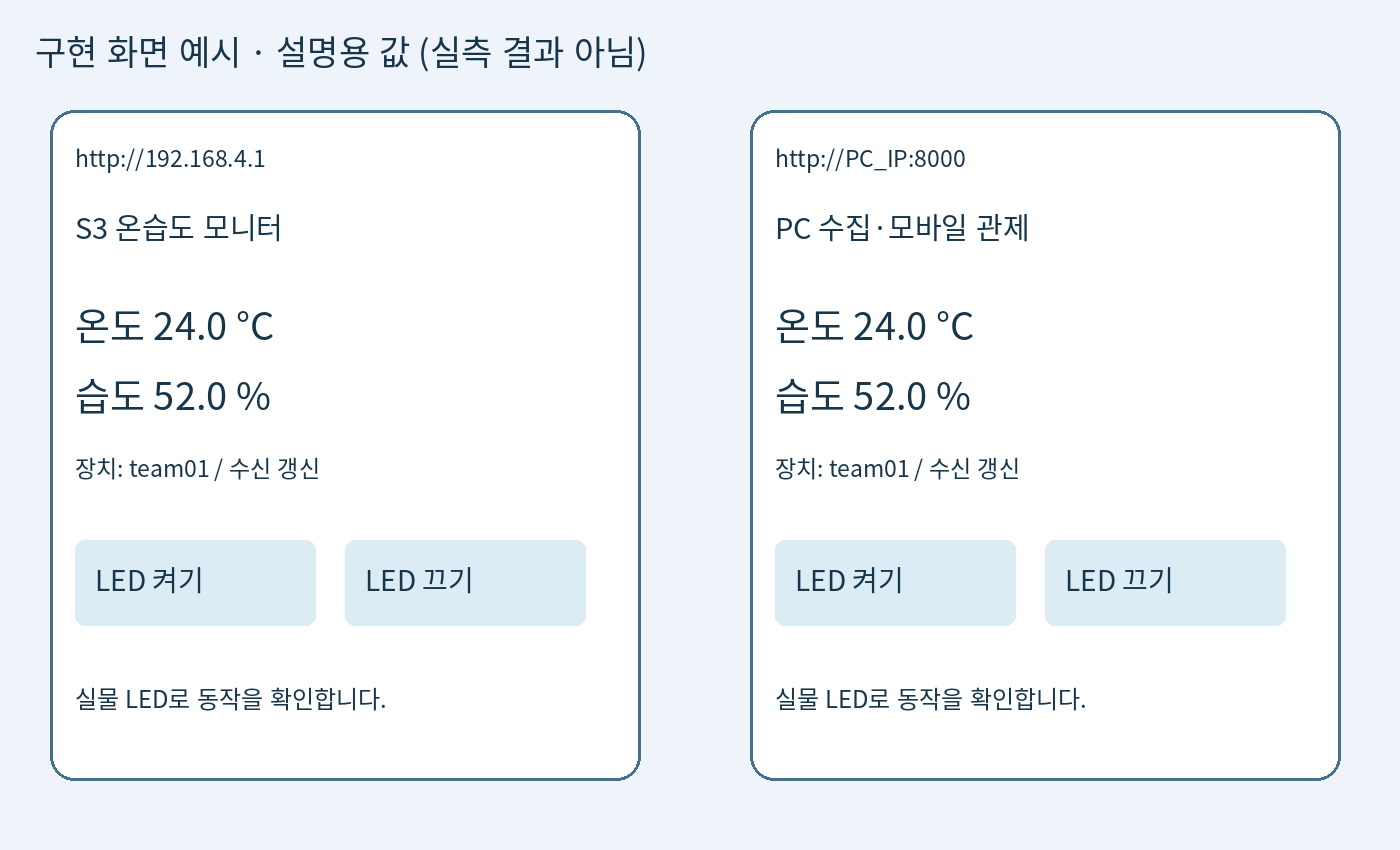 구현 화면 예시 · 설명용 값 (실측 결과 아님)
http://192.168.4.1
S3 온습도 모니터
온도 24.0 °C
습도 52.0 %
장치: team01 / 수신 갱신
LED 켜기
LED 끄기
실물 LED로 동작을 확인합니다.
http://PC_IP:8000
PC 수집·모바일 관제
온도 24.0 °C
습도 52.0 %
장치: team01 / 수신 갱신
LED 켜기
LED 끄기
실물 LED로 동작을 확인합니다.